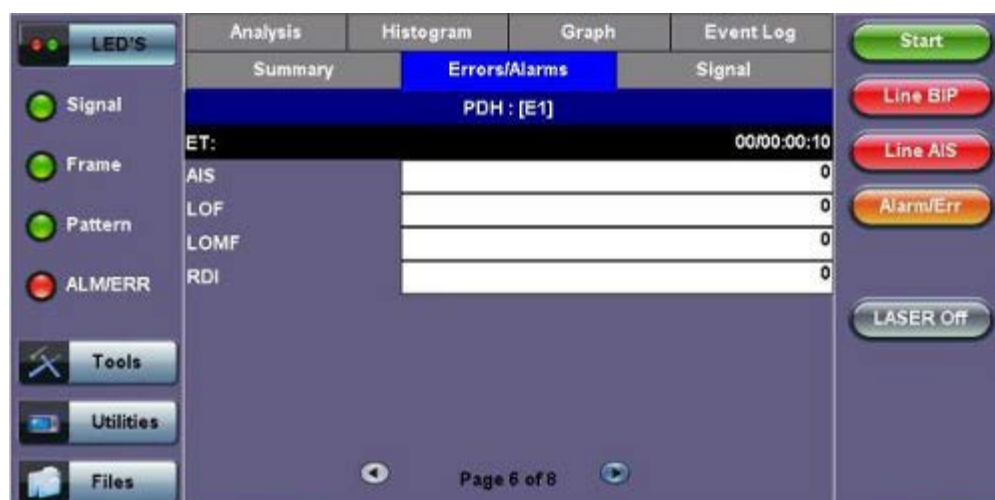 LED'S
Signal
Frame
Pattern
ALM/ERR
Tools
Utilities
Files
Analysis Histogram Graph Event Log
Summary Errors/Alarms Signal
PDH : [E1]
ET: 00/00:00:10
AIS 0
LOF 0
LOMF 0
RDI 0
Page 6 of 8
Start
Line BIP
Line AIS
Alarm/Err
LASER Off